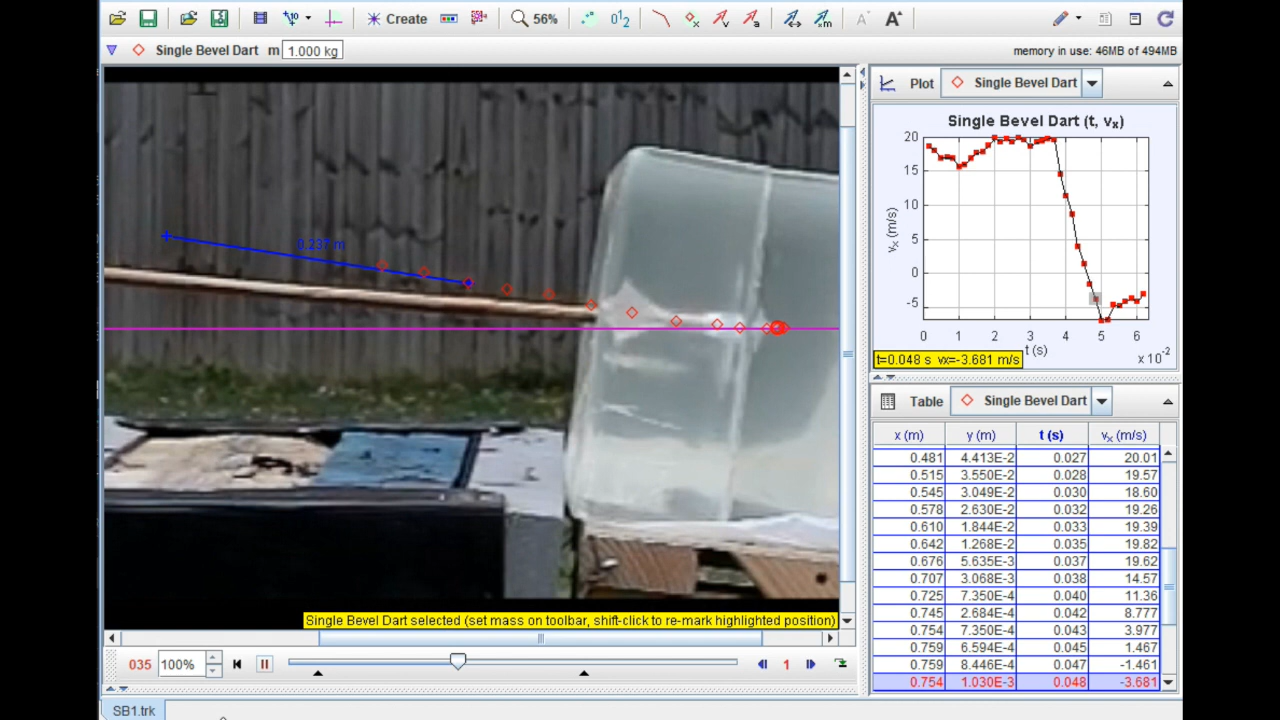 Create 56%
Single Bevel Dart m 1.000 kg memory in use: 46MB of 494MB
Plot Single Bevel Dart
Single Bevel Dart (t, vx)
20
15
10
5
0
-5
vx (m/s)
0 1 2 3 4 5 6
t (s) x 10⁻²
t=0.048 s vx=-3.681 m/s
0.237 m
Table Single Bevel Dart
x (m) y (m) t (s) vx (m/s)
0.481 4.413E-2 0.027 20.01
0.515 3.550E-2 0.028 19.57
0.545 3.049E-2 0.030 18.60
0.578 2.630E-2 0.032 19.26
0.610 1.844E-2 0.033 19.39
0.642 1.268E-2 0.035 19.82
0.676 5.635E-3 0.037 19.62
0.707 3.068E-3 0.038 14.57
0.725 7.350E-4 0.040 11.36
0.745 2.684E-4 0.042 8.777
0.754 7.350E-4 0.043 3.977
0.759 6.594E-4 0.045 1.467
0.759 8.446E-4 0.047 -1.461
0.754 1.030E-3 0.048 -3.681
Single Bevel Dart selected (set mass on toolbar, shift-click to re-mark highlighted position)
035 100% 1
SB1.trk